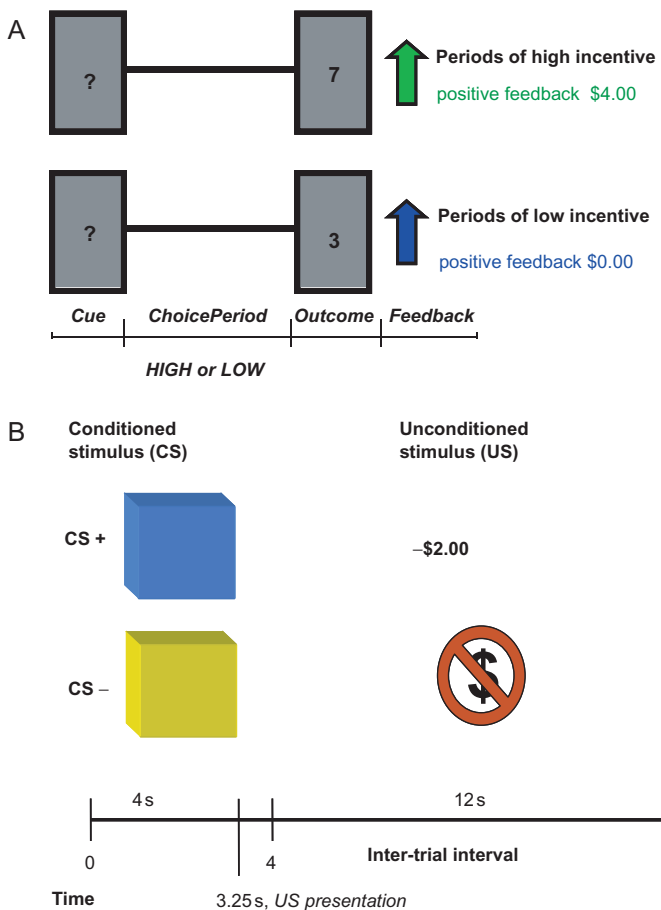 A
?
7
Periods of high incentive
positive feedback $4.00
?
3
Periods of low incentive
positive feedback $0.00
Cue ChoicePeriod Outcome Feedback
HIGH or LOW
B
Conditioned
stimulus (CS)
Unconditioned
stimulus (US)
CS +
–$2.00
CS –
$
4 s 12 s
0 4 Inter-trial interval
Time 3.25 s, US presentation